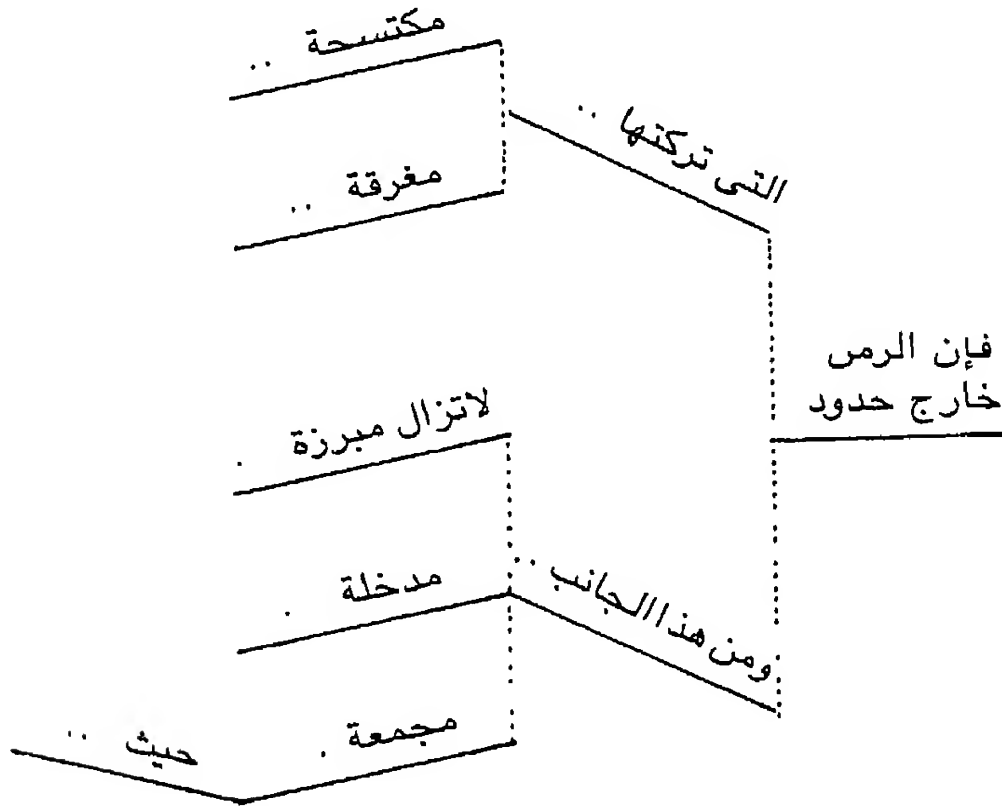 مكتسحة ..
التى تركتها ..
مغرقة ..
فإن الرمس
خارج حدود
لاتزال مبرزة .
ومن هذا الجانب ..
مدخلة .
مجمعة .
حيث ..